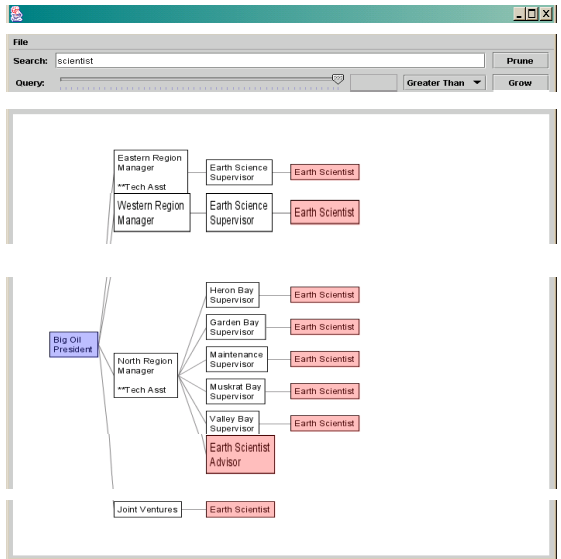 File
Search: scientist Prune
Query: Greater Than Grow
Eastern Region
Manager
**Tech Asst
Earth Science
Supervisor
Earth Scientist
Western Region
Manager
Earth Science
Supervisor
Earth Scientist
Big Oil
President
North Region
Manager
**Tech Asst
Heron Bay
Supervisor
Earth Scientist
Garden Bay
Supervisor
Earth Scientist
Maintenance
Supervisor
Earth Scientist
Muskrat Bay
Supervisor
Earth Scientist
Valley Bay
Supervisor
Earth Scientist
Earth Scientist
Advisor
Joint Ventures
Earth Scientist